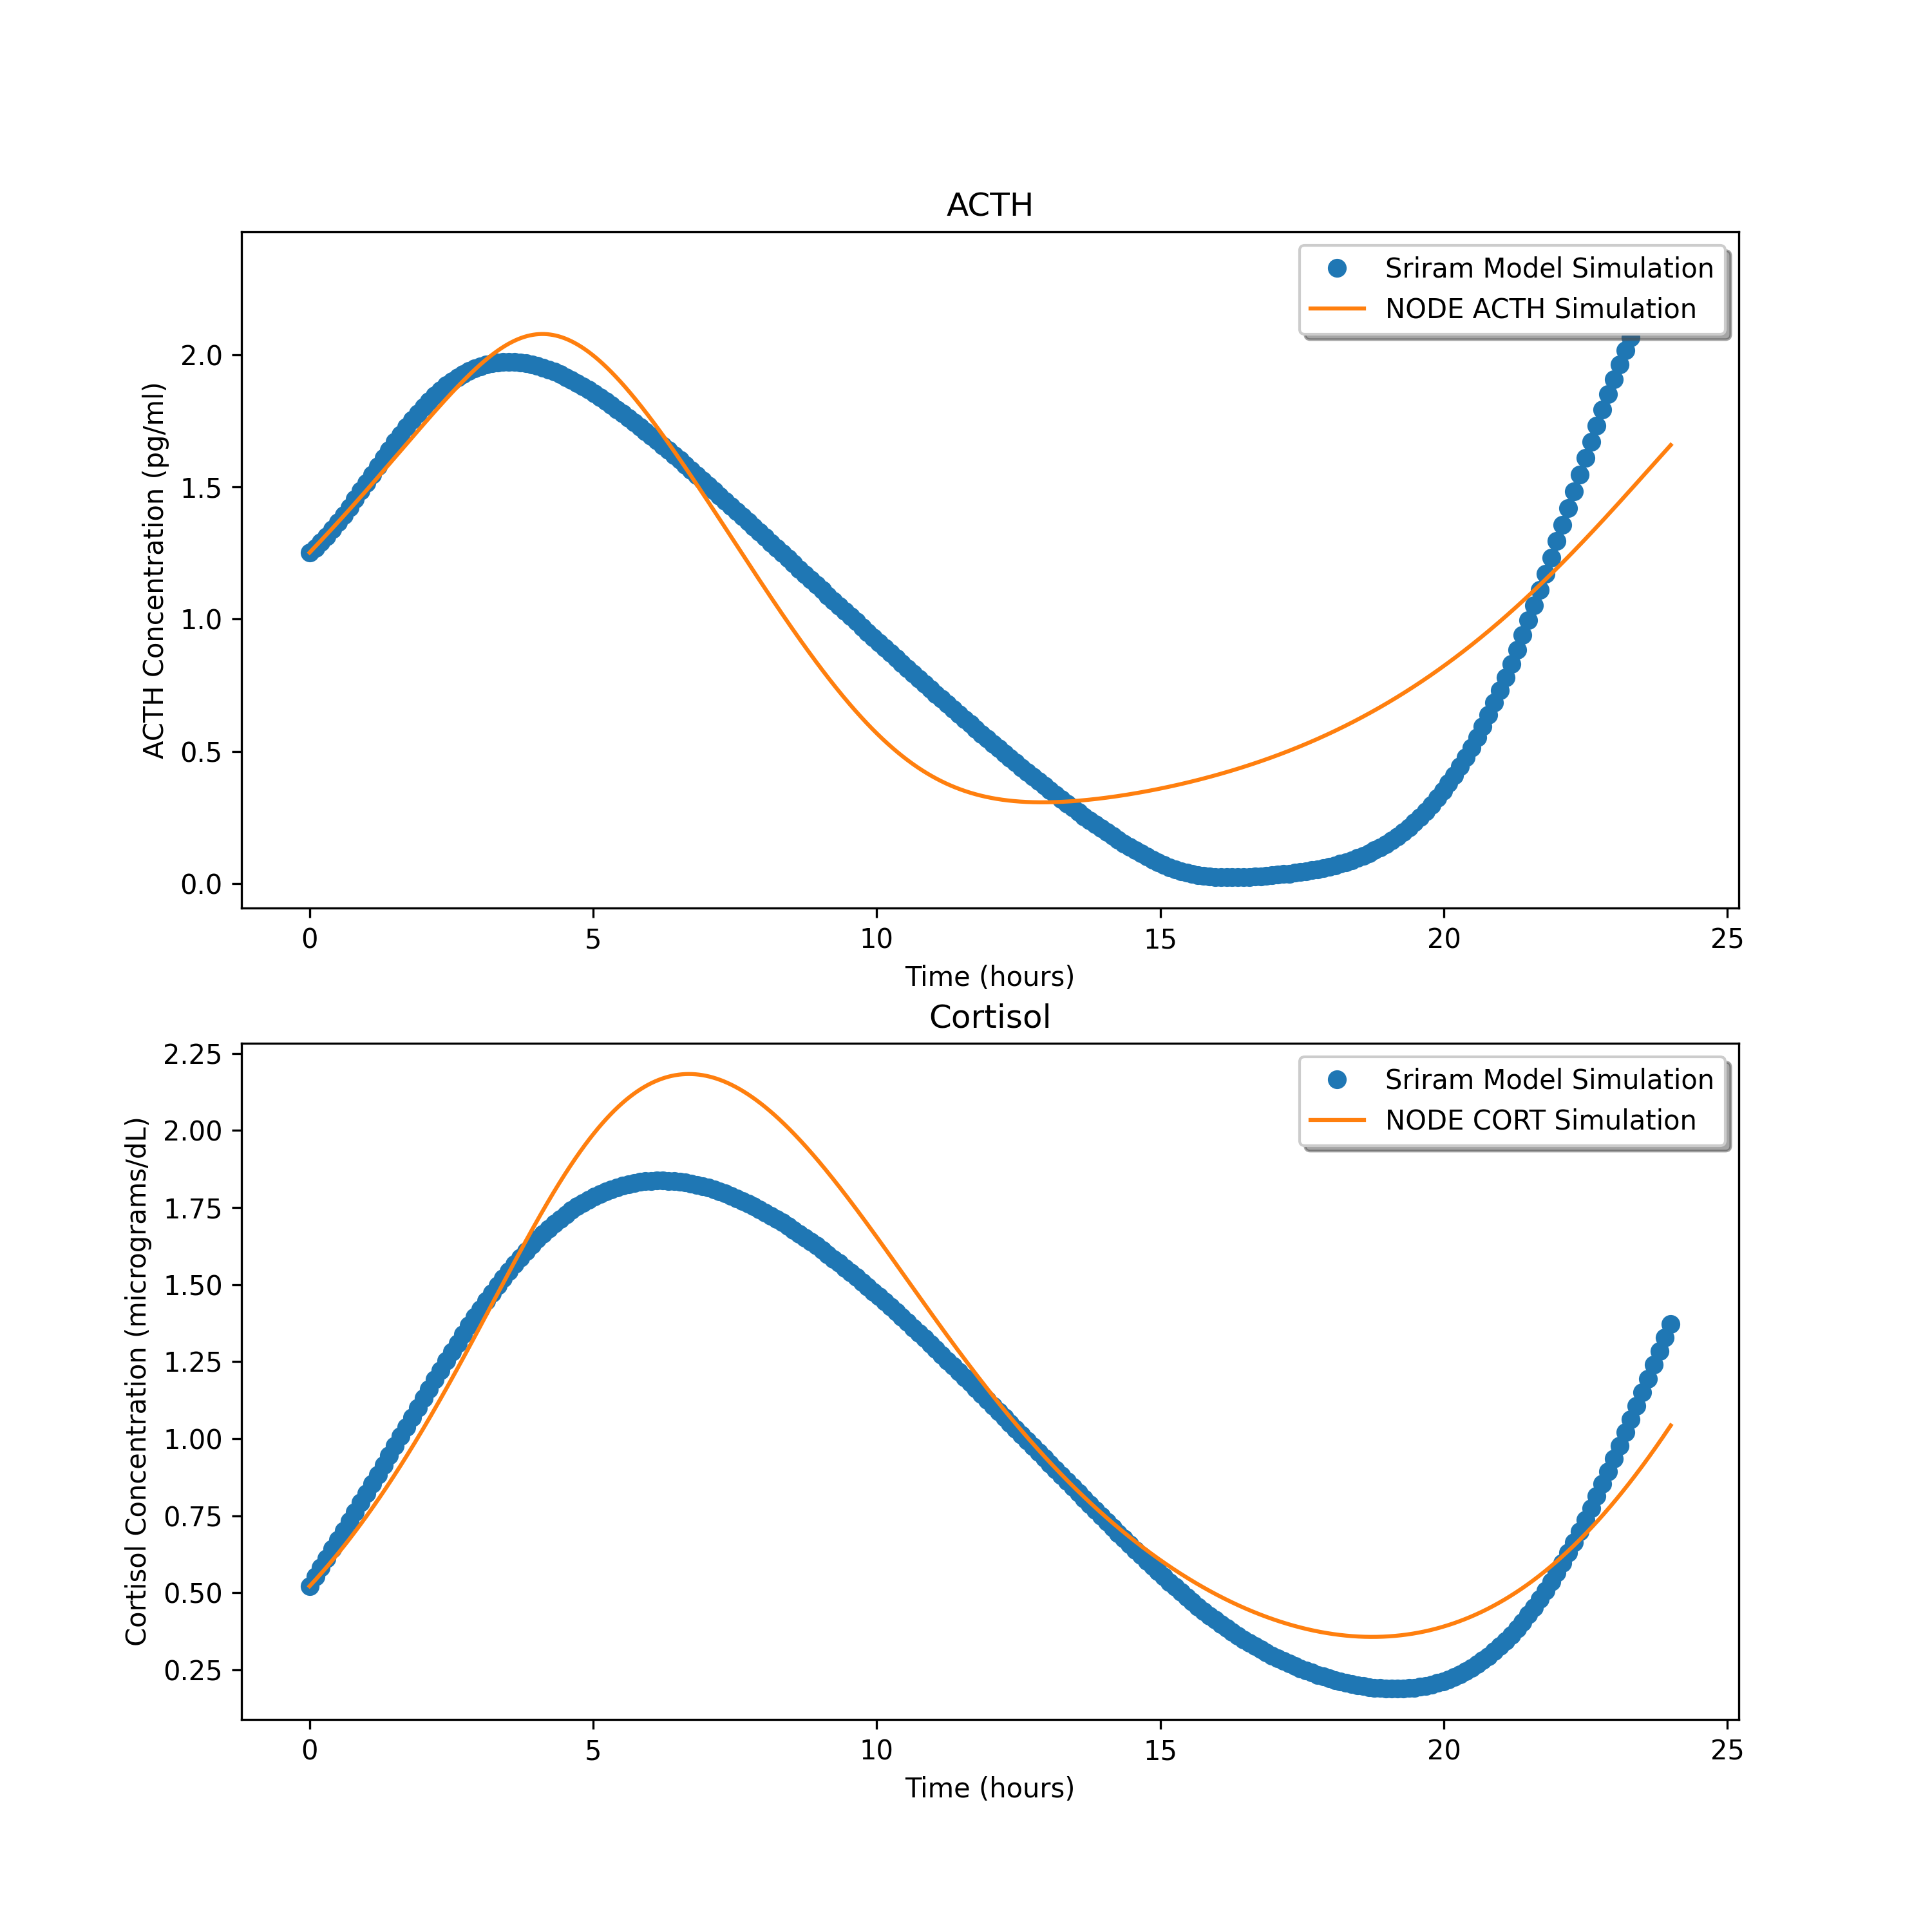 ACTH
Sriram Model Simulation
NODE ACTH Simulation
ACTH Concentration (pg/ml)
2.0
1.5
1.0
0.5
0.0
0 5 10 15 20 25
Time (hours)
Cortisol
Sriram Model Simulation
NODE CORT Simulation
Cortisol Concentration (micrograms/dL)
2.25
2.00
1.75
1.50
1.25
1.00
0.75
0.50
0.25
0 5 10 15 20 25
Time (hours)